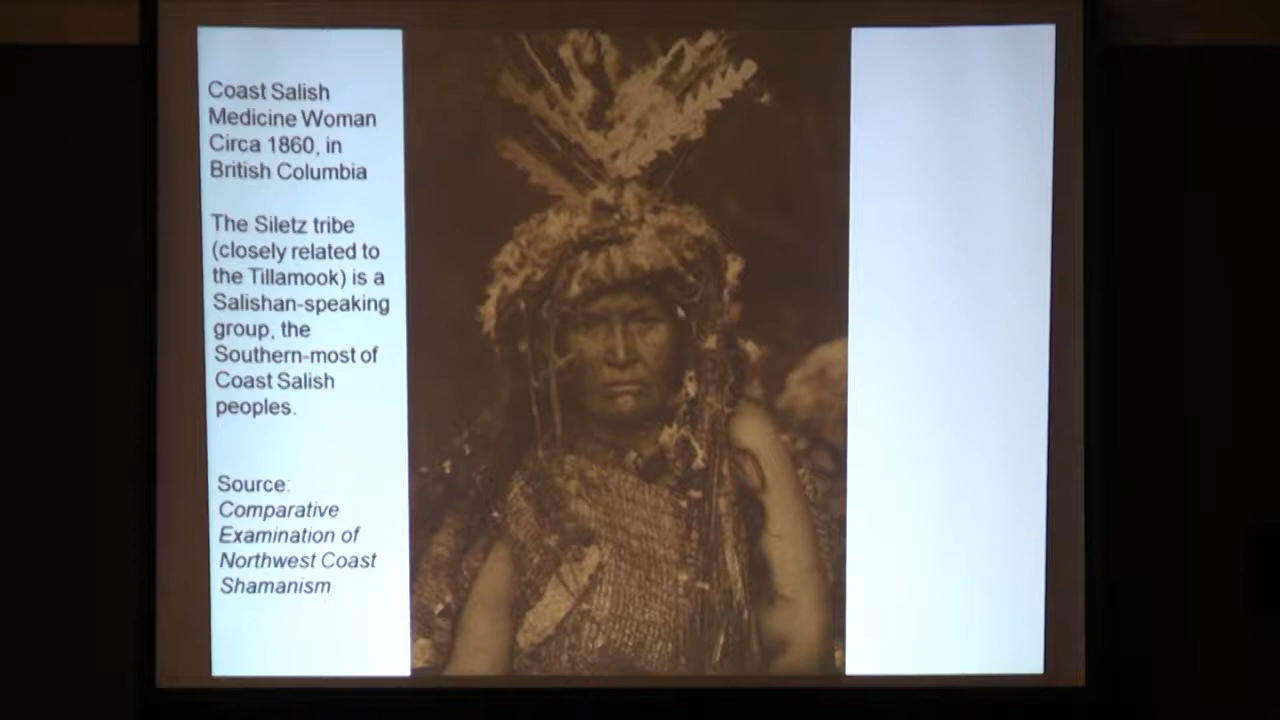 Coast Salish
Medicine Woman
Circa 1860, in
British Columbia
The Siletz tribe
(closely related to
the Tillamook) is a
Salishan-speaking
group, the
Southern-most of
Coast Salish
peoples.
Source:
Comparative
Examination of
Northwest Coast
Shamanism